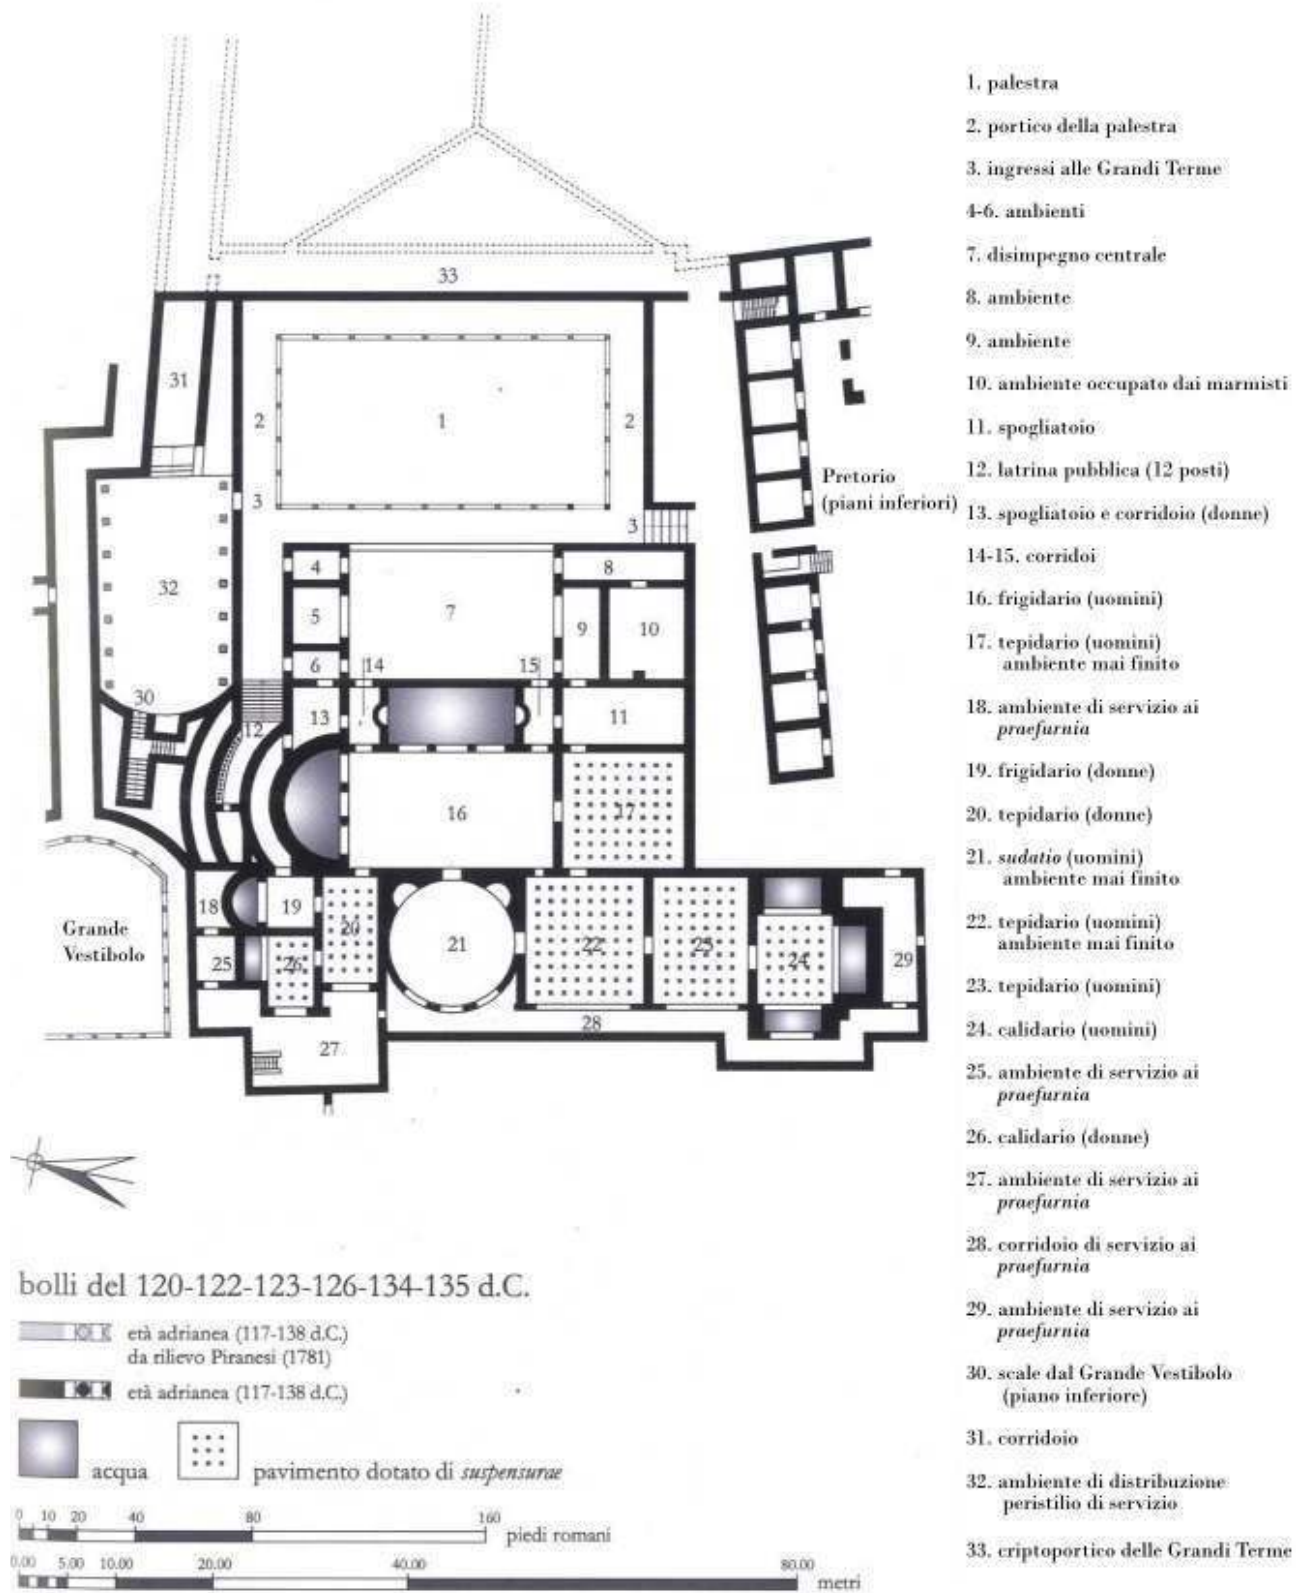 33
31
2
1
2
3
3
Pretorio
(piani inferiori)
4
8
5
7
9
10
32
6
14
15
30
13
11
12
16
17
18
19
20
21
22
25
24
29
25
26
Grande
Vestibolo
28
27
1. palestra
2. portico della palestra
3. ingressi alle Grandi Terme
4-6. ambienti
7. disimpegno centrale
8. ambiente
9. ambiente
10. ambiente occupato dai marmisti
11. spogliatoio
12. latrina pubblica (12 posti)
13. spogliatoio e corridoio (donne)
14-15. corridoi
16. frigidario (uomini)
17. tepidario (uomini)
ambiente mai finito
18. ambiente di servizio ai
praefurnia
19. frigidario (donne)
20. tepidario (donne)
21. sudatio (uomini)
ambiente mai finito
22. tepidario (uomini)
ambiente mai finito
23. tepidario (uomini)
24. calidario (uomini)
25. ambiente di servizio ai
praefurnia
26. calidario (donne)
27. ambiente di servizio ai
praefurnia
28. corridoio di servizio ai
praefurnia
29. ambiente di servizio ai
praefurnia
30. scale dal Grande Vestibolo
(piano inferiore)
31. corridoio
32. ambiente di distribuzione
peristilio di servizio
33. criptoportico delle Grandi Terme
bolli del 120-122-123-126-134-135 d.C.
età adrianea (117-138 d.C.)
da rilievo Piranesi (1781)
età adrianea (117-138 d.C.)
acqua
pavimento dotato di suspensurae
0 10 20 40 80 160
piedi romani
0.00 5.00 10.00 20.00 40.00 80.00
metri